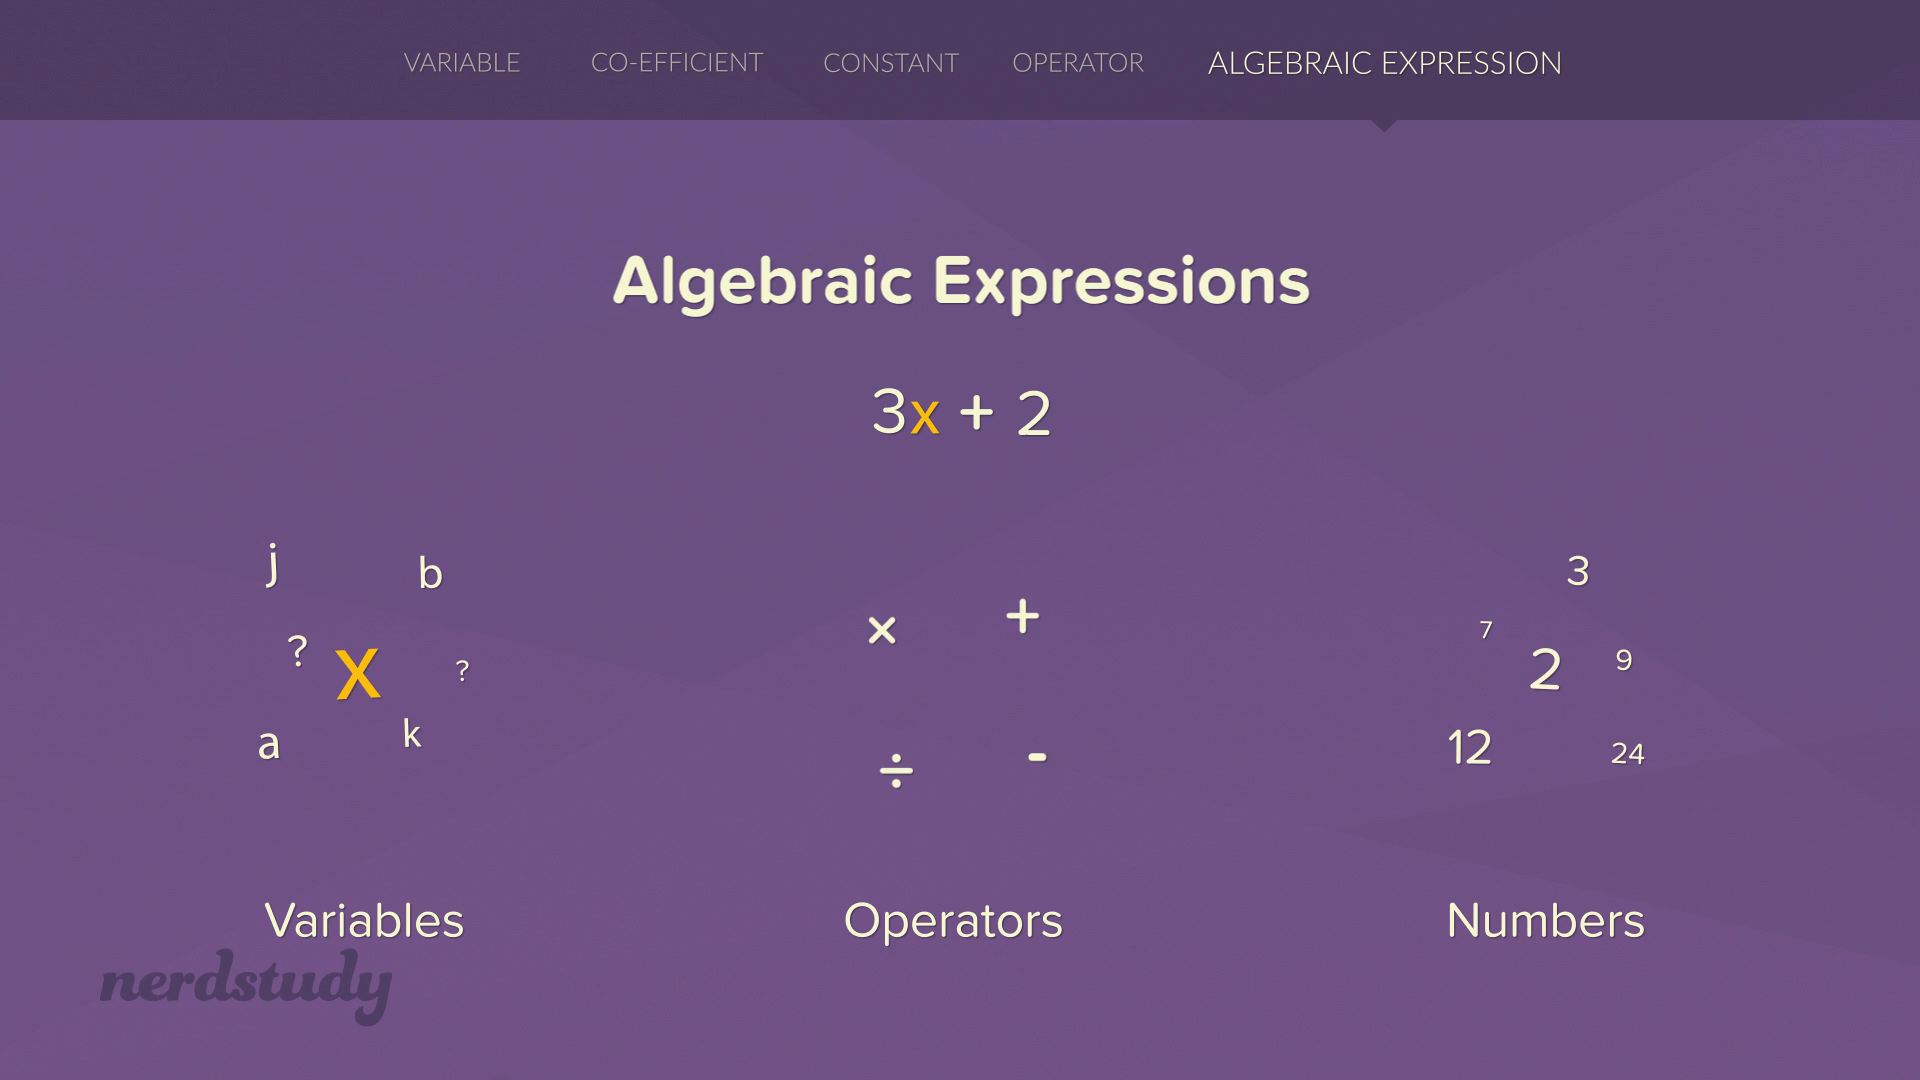 VARIABLE CO-EFFICIENT CONSTANT OPERATOR ALGEBRAIC EXPRESSION
Algebraic Expressions
3x + 2
j b
? x ?
a k
× +
÷ -
3
7
2 9
12 24
Variables Operators Numbers
nerdstudy